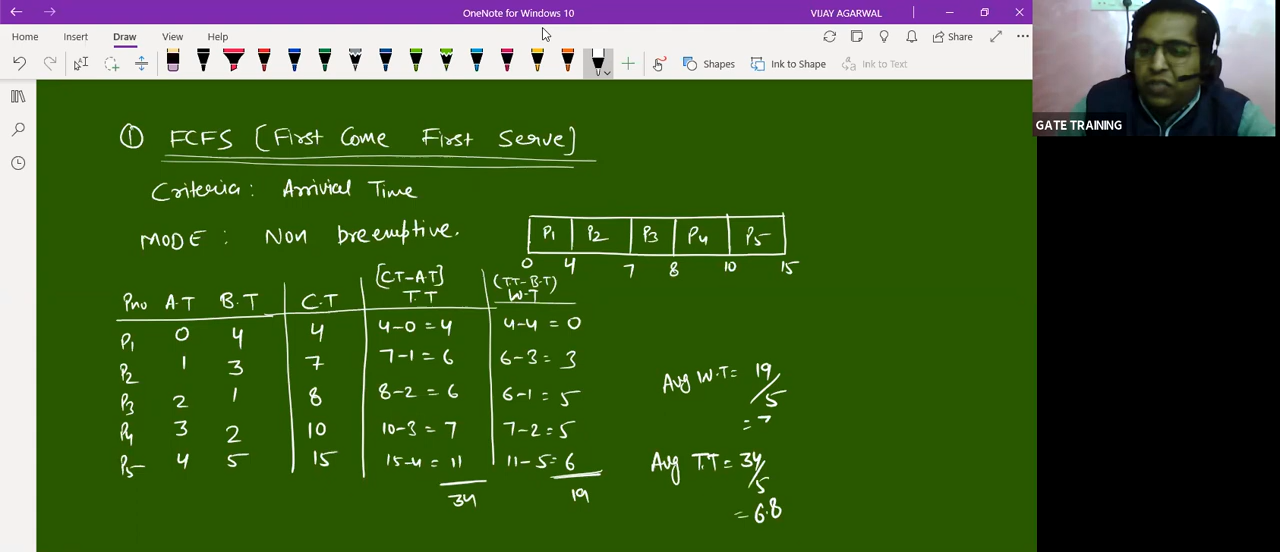 OneNote for Windows 10
VIJAY AGARWAL
Home Insert Draw View Help
Share
Shapes Ink to Shape Ink to Text
GATE TRAINING
① FCFS [First Come First Serve]
Criteria: Arrivial Time
MODE: Non preemptive.
P1 P2 P3 P4 P5
0 4 7 8 10 15
[CT-AT] (T.T-B.T)
Pno A.T B.T C.T T.T W.T
P1 0 4 4 4-0=4 4-4=0
P2 1 3 7 7-1=6 6-3=3
P3 2 1 8 8-2=6 6-1=5
P4 3 2 10 10-3=7 7-2=5
P5 4 5 15 15-4=11 11-5=6
34 19
Avg W.T= 19/5
=
Avg T.T=34/5
=6.8